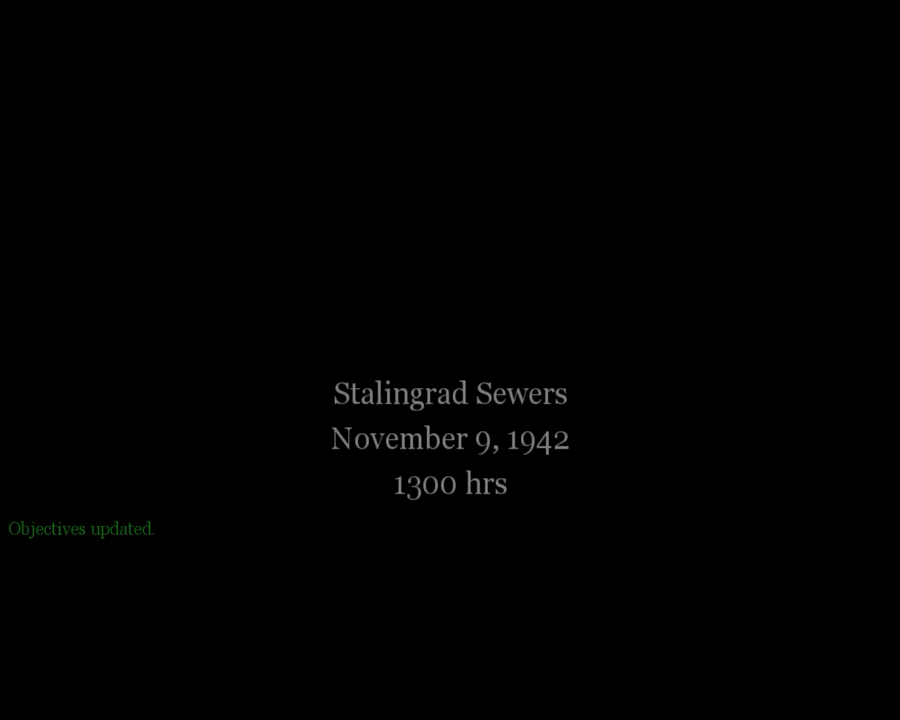 Stalingrad Sewers
November 9, 1942
1300 hrs
Objectives updated.